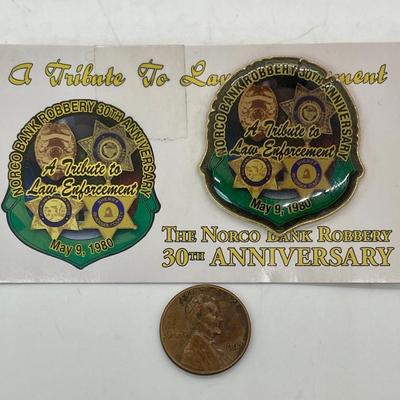 A Tribute To Law Enforcement
NORCO BANK ROBBERY 30TH ANNIVERSARY
A Tribute to
Law Enforcement
May 9, 1980
NORCO BANK ROBBERY 30TH ANNIVERSARY
A Tribute to
Law Enforcement
May 9, 1980
THE NORCO BANK ROBBERY
30TH ANNIVERSARY